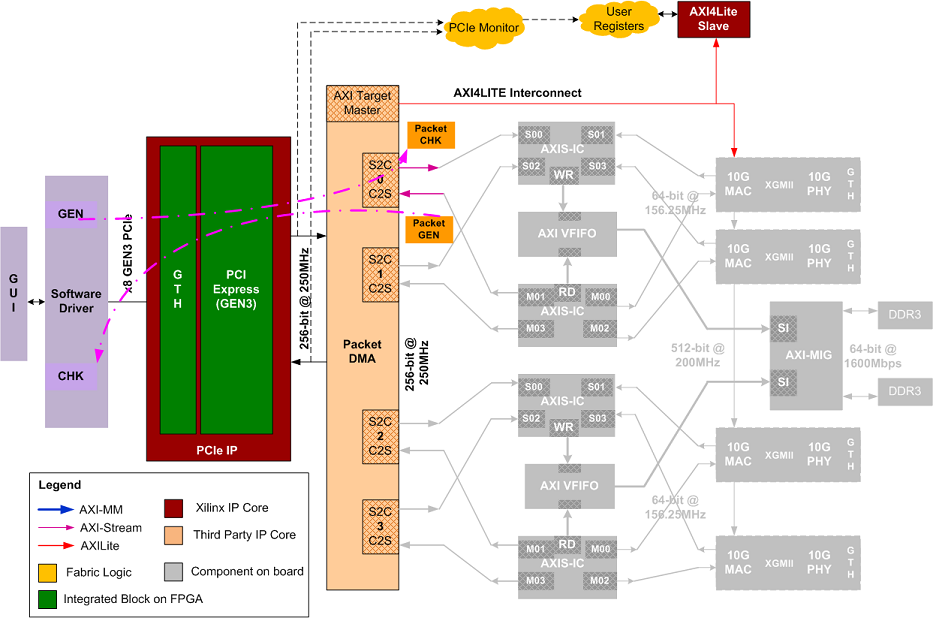 PCIe Monitor
User
Registers
AXI4Lite
Slave
AXI Target
Master
AXI4LITE Interconnect
Packet
CHK
S2C
0
C2S
Packet
GEN
S2C
1
C2S
Packet
DMA
S2C
2
C2S
S2C
3
C2S
256-bit @ 250MHz
256-bit @
250MHz
GUI
GEN
Software
Driver
CHK
x8 GEN3 PCIe
GTH
PCI
Express
(GEN3)
PCIe IP
S00
S01
AXIS-IC
S02
S03
WR
AXI VFIFO
RD
M01
M00
AXIS-IC
M03
M02
64-bit @
156.25MHz
10G
MAC
XGMII
10G
PHY
GTH
10G
MAC
XGMII
10G
PHY
GTH
512-bit @
200MHz
SI
AXI-MIG
SI
64-bit @
1600Mbps
DDR3
DDR3
S00
S01
AXIS-IC
S02
S03
WR
AXI VFIFO
RD
M01
M00
AXIS-IC
M03
M02
64-bit @
156.25MHz
10G
MAC
XGMII
10G
PHY
GTH
10G
MAC
XGMII
10G
PHY
GTH
Legend
AXI-MM
AXI-Stream
AXILite
Fabric Logic
Integrated Block on FPGA
Xilinx IP Core
Third Party IP Core
Component on board